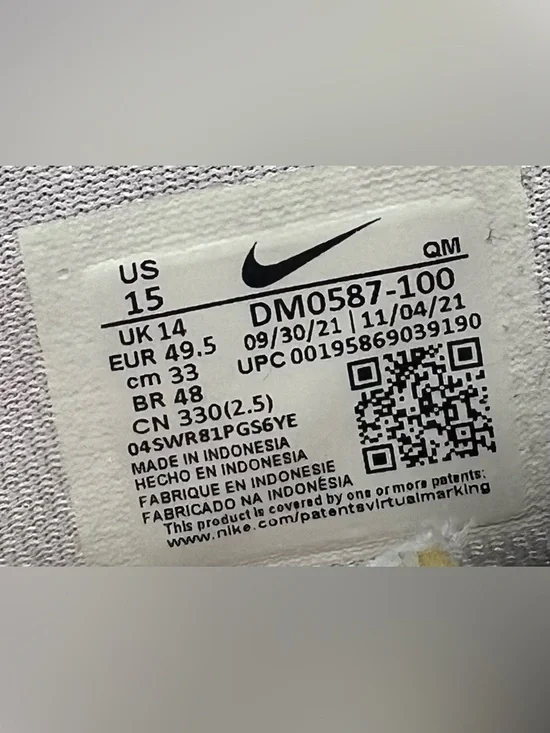 US
15
QM
DM0587-100
UK 14
09/30/21 | 11/04/21
EUR 49.5
UPC 00195869039190
cm 33
BR 48
CN 330(2.5)
04SWR81PGS6YE
MADE IN INDONESIA
HECHO EN INDONESIA
FABRIQUE EN INDONESIE
FABRICADO NA INDONÉSIA
This product is covered by one or more patents:
www.nike.com/patentsvirtualmarking